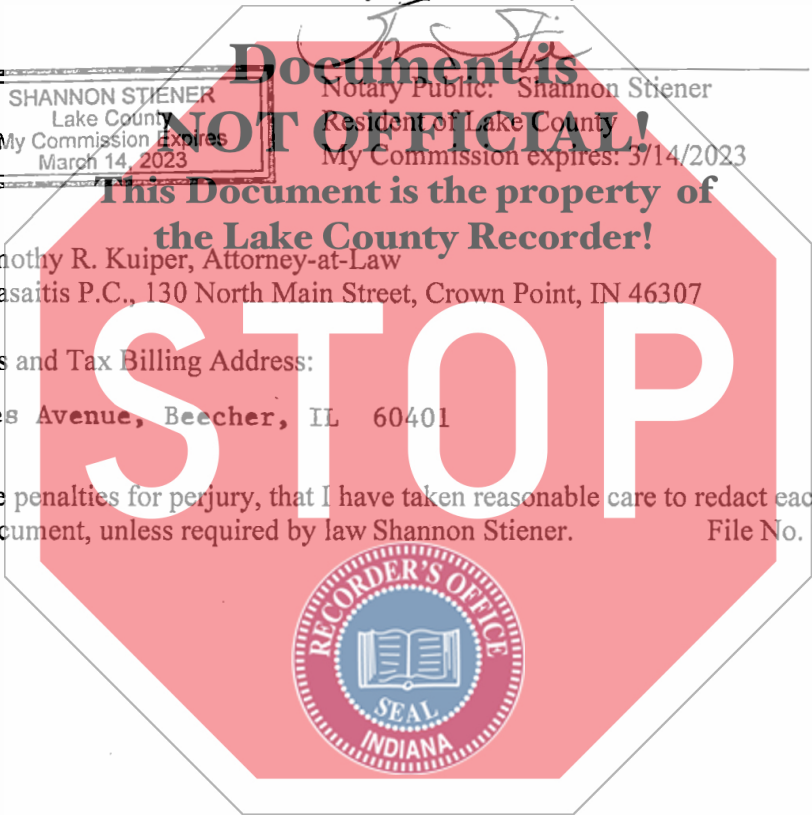 Document is
NOT OFFICIAL!
This Document is the property of
the Lake County Recorder!
SHANNON STIENER
Lake County
My Commission Expires
March 14, 2023
Notary Public: Shannon Stiener
Resident of Lake County
My Commission expires: 3/14/2023
nothy R. Kuiper, Attorney-at-Law
asaitis P.C., 130 North Main Street, Crown Point, IN 46307
s and Tax Billing Address:
es Avenue, Beecher, IL 60401
e penalties for perjury, that I have taken reasonable care to redact eac
cument, unless required by law Shannon Stiener. File No.
STOP
RECORDER'S OFFICE
SEAL
INDIANA